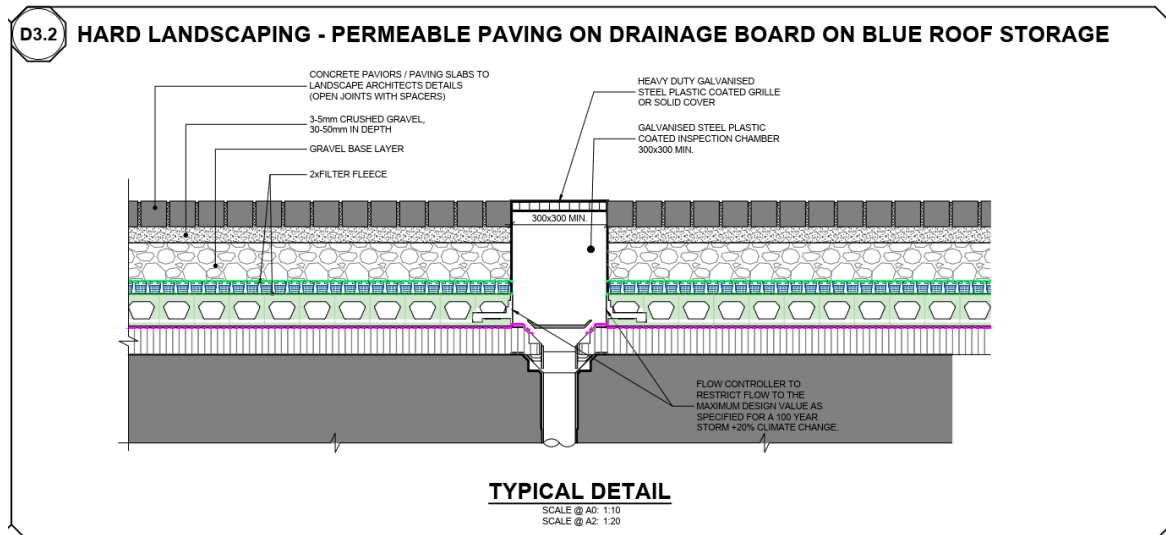 D3.2
HARD LANDSCAPING - PERMEABLE PAVING ON DRAINAGE BOARD ON BLUE ROOF STORAGE
CONCRETE PAVIORS / PAVING SLABS TO
LANDSCAPE ARCHITECTS DETAILS
(OPEN JOINTS WITH SPACERS)
3-5mm CRUSHED GRAVEL,
30-50mm IN DEPTH
GRAVEL BASE LAYER
2xFILTER FLEECE
HEAVY DUTY GALVANISED
STEEL PLASTIC COATED GRILLE
OR SOLID COVER
GALVANISED STEEL PLASTIC
COATED INSPECTION CHAMBER
300x300 MIN.
300x300 MIN.
FLOW CONTROLLER TO
RESTRICT FLOW TO THE
MAXIMUM DESIGN VALUE AS
SPECIFIED FOR A 100 YEAR
STORM +20% CLIMATE CHANGE.
TYPICAL DETAIL
SCALE @ A0: 1:10
SCALE @ A2: 1:20